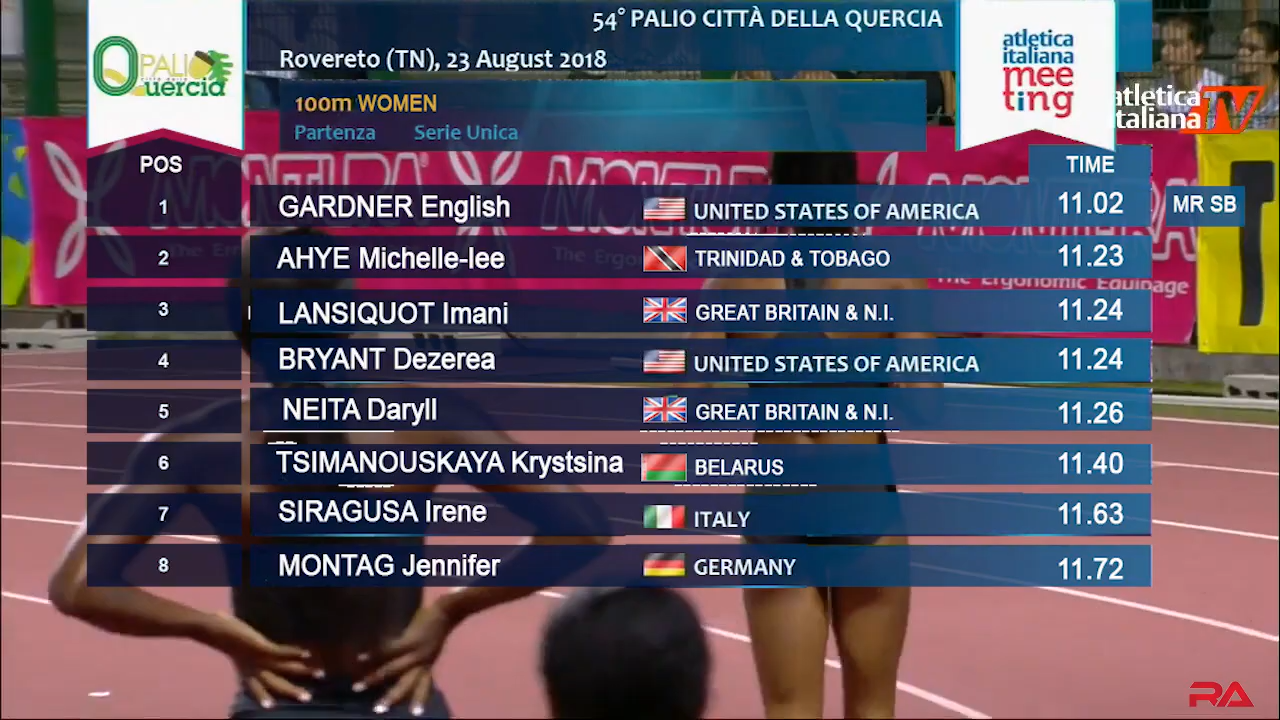 54° PALIO CITTÀ DELLA QUERCIA
Rovereto (TN), 23 August 2018
PALIO
città della
Quercia
atletica
italiana
mee
ting
100m WOMEN
Partenza Serie Unica
atletica
italiana TV
POS TIME
1 GARDNER English UNITED STATES OF AMERICA 11.02 MR SB
2 AHYE Michelle-lee TRINIDAD & TOBAGO 11.23
The Ergonomic Equipage
3 LANSIQUOT Imani GREAT BRITAIN & N.I. 11.24
4 BRYANT Dezerea UNITED STATES OF AMERICA 11.24
5 NEITA Daryll GREAT BRITAIN & N.I. 11.26
6 TSIMANOUSKAYA Krystsina BELARUS 11.40
7 SIRAGUSA Irene ITALY 11.63
8 MONTAG Jennifer GERMANY 11.72
RA